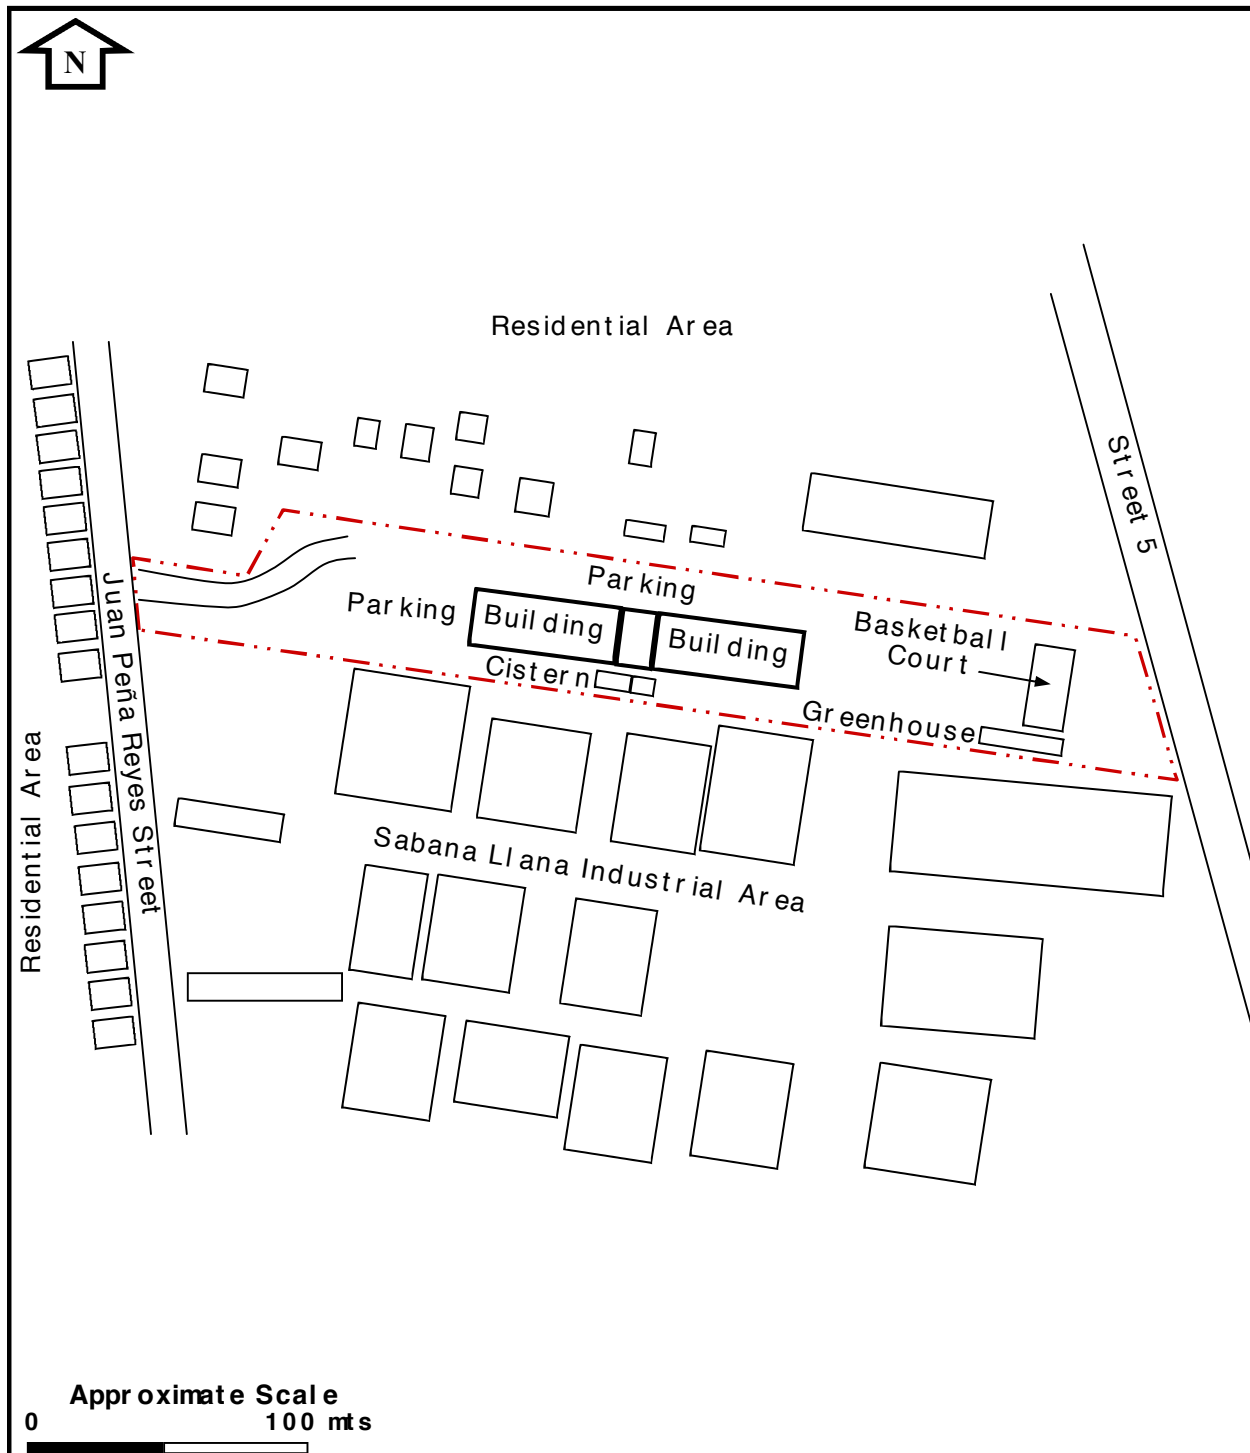 N
Residential Area
Street 5
Parking
Parking
Building
Building
Basketball
Court
Cistern
Greenhouse
Juan Peña Reyes Street
Residential Area
Sabana Llana Industrial Area
Approximate Scale
0 100 mts